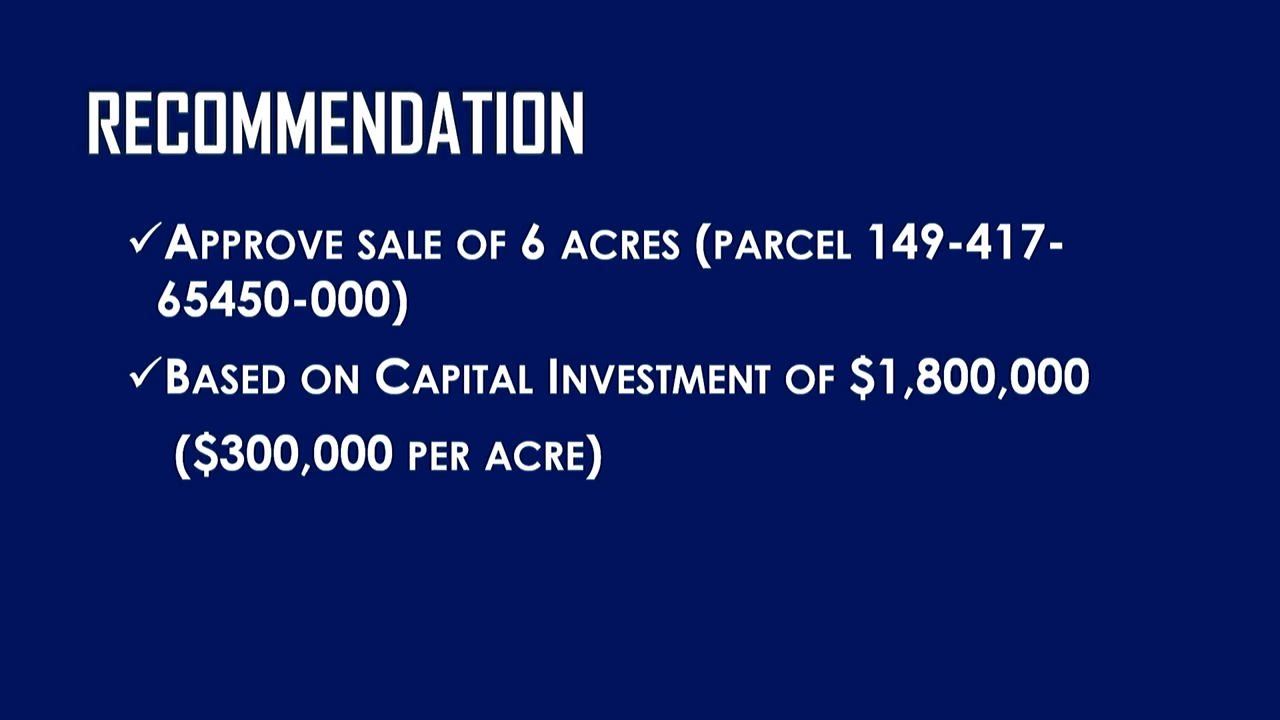 RECOMMENDATION
✓APPROVE SALE OF 6 ACRES (PARCEL 149-417-
65450-000)
✓BASED ON CAPITAL INVESTMENT OF $1,800,000
($300,000 PER ACRE)